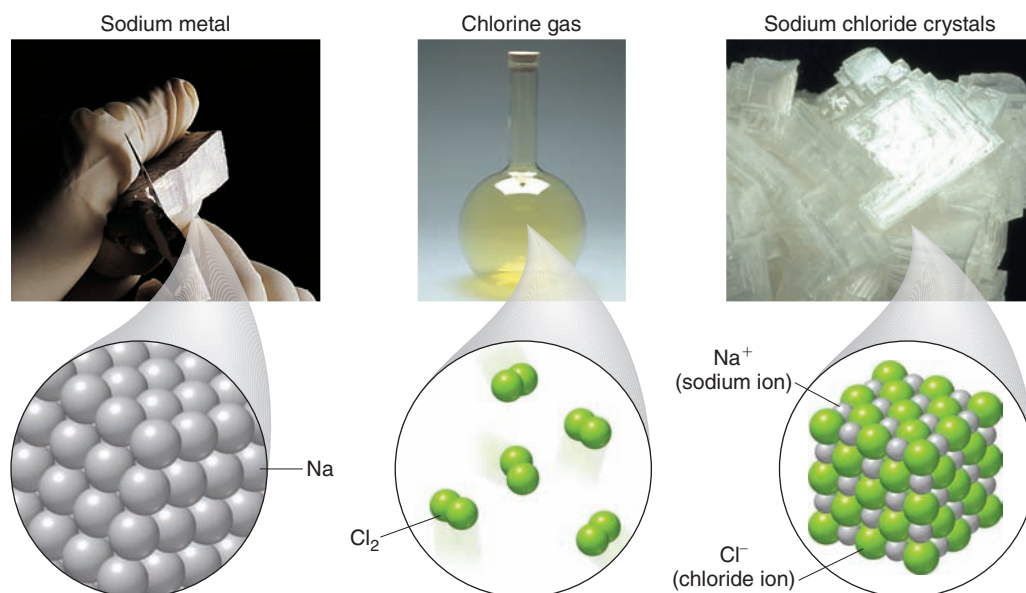 Sodium metal
Chlorine gas
Sodium chloride crystals
Na
Cl₂
Na⁺
(sodium ion)
Cl⁻
(chloride ion)